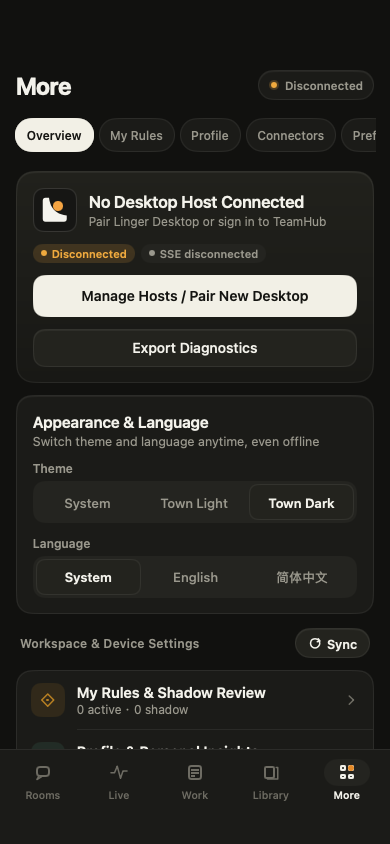 More
Disconnected
Overview
My Rules
Profile
Connectors
Pref
No Desktop Host Connected
Pair Linger Desktop or sign in to TeamHub
Disconnected
SSE disconnected
Manage Hosts / Pair New Desktop
Export Diagnostics
Appearance & Language
Switch theme and language anytime, even offline
Theme
System
Town Light
Town Dark
Language
System
English
简体中文
Workspace & Device Settings
Sync
My Rules & Shadow Review
0 active · 0 shadow
Rooms
Live
Work
Library
More